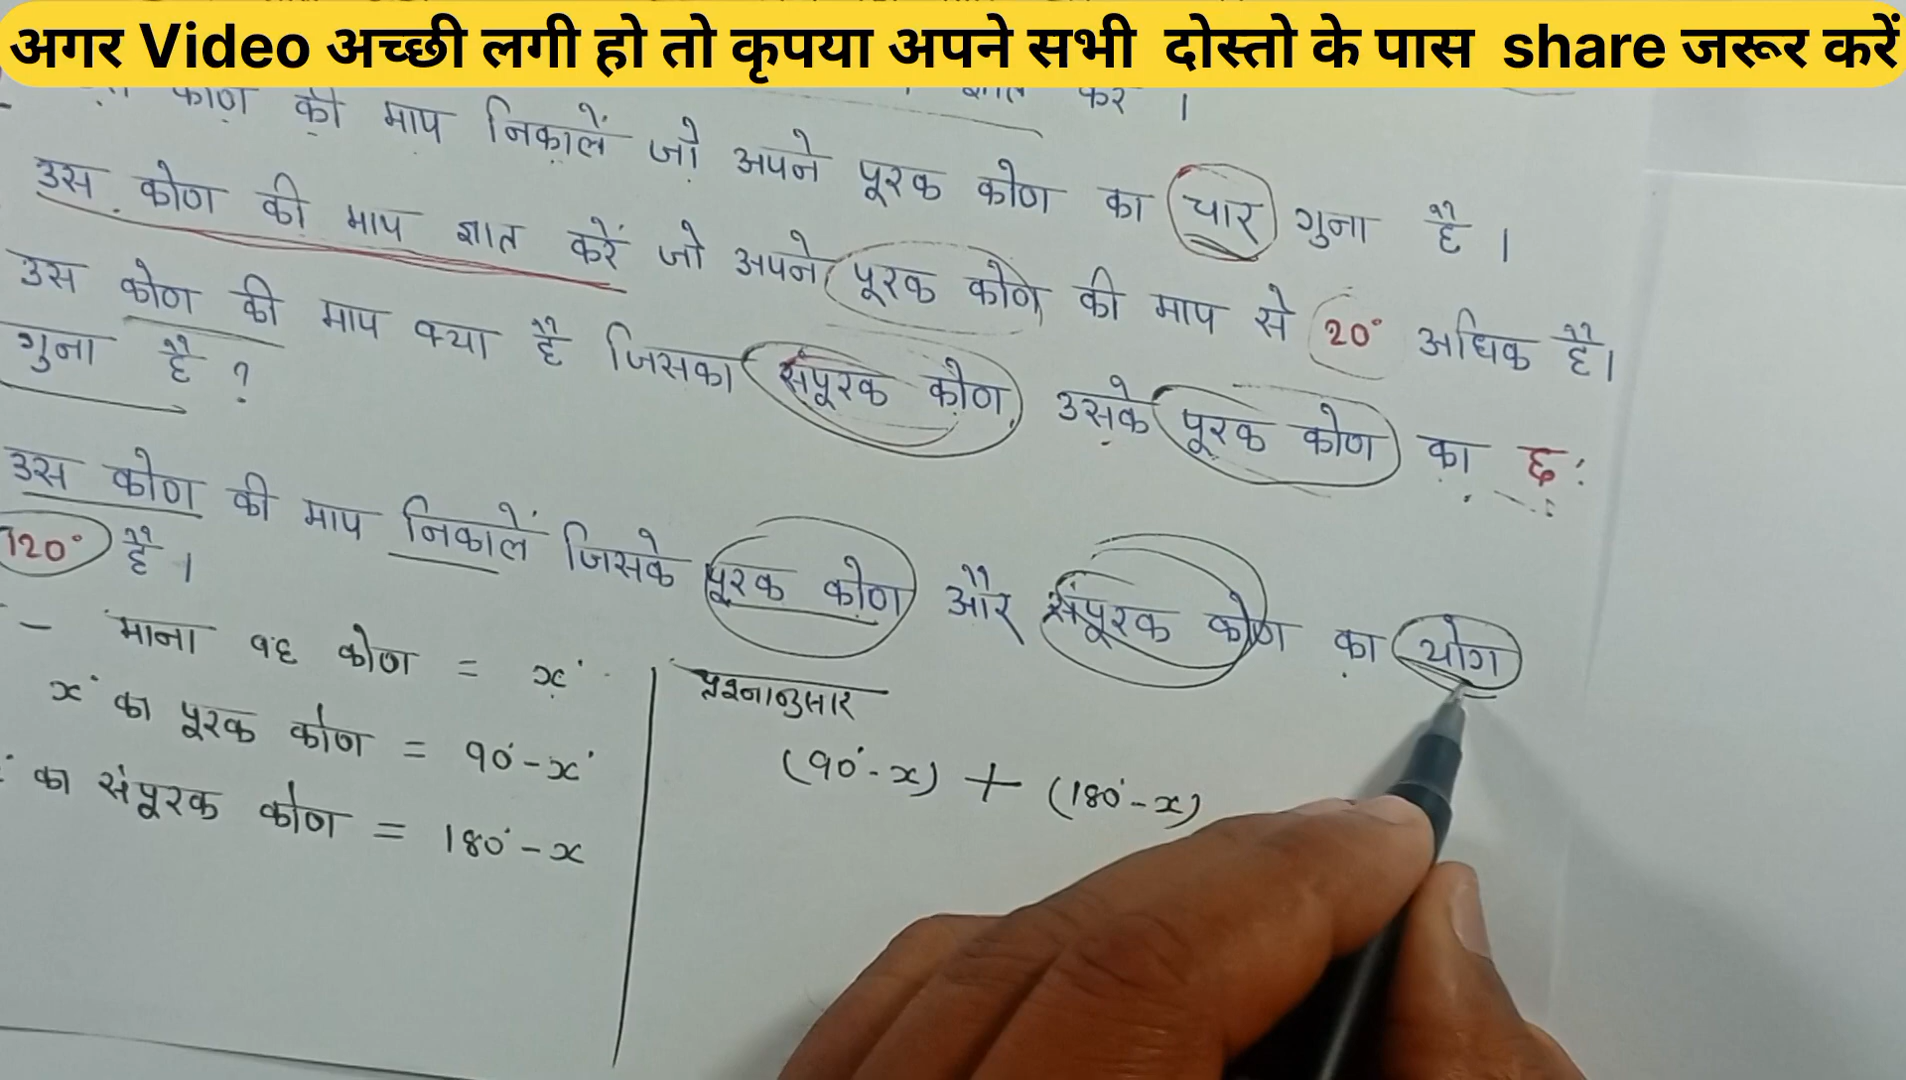 अगर Video अच्छी लगी हो तो कृपया अपने सभी दोस्तो के पास share जरूर करें
कोण की माप निकालें जो अपने पूरक कोण का चार गुना है ।
उस कोण की माप ज्ञात करें जो अपने पूरक कोण की माप से 20° अधिक है।
उस कोण की माप क्या है जिसका संपूरक कोण उसके पूरक कोण का छः
गुना है ?
उस कोण की माप निकालें जिसके पूरक कोण और संपूरक कोण का योग
120° है ।
- माना वह कोण = x°
x° का पूरक कोण = 90° - x°
का संपूरक कोण = 180° - x
प्रश्नानुसार
(90° - x) + (180° - x)